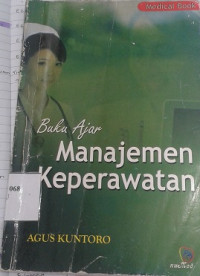 Medical Book
Buku Ajar
Manajemen
Keperawatan
AGUS KUNTORO